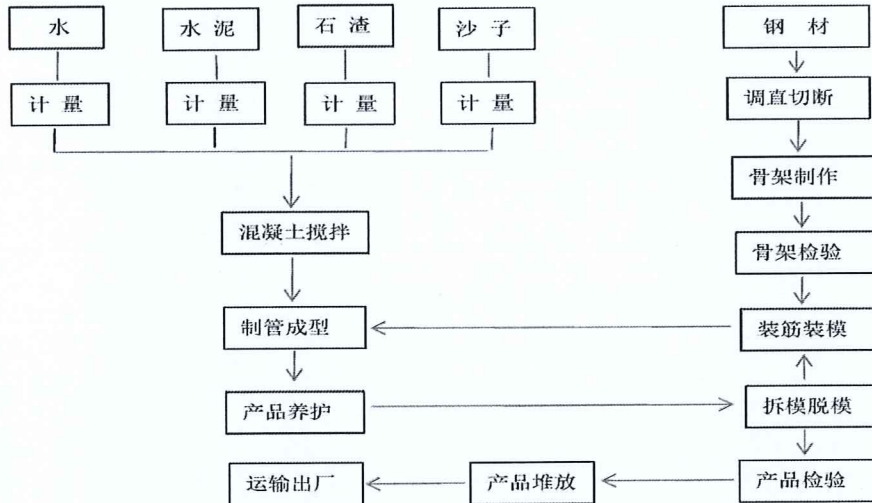 水 水泥 石渣 沙子 钢材
计量 计量 计量 计量 调直切断
骨架制作
混凝土搅拌 骨架检验
制管成型 装筋装模
产品养护 拆模脱模
运输出厂 产品堆放 产品检验